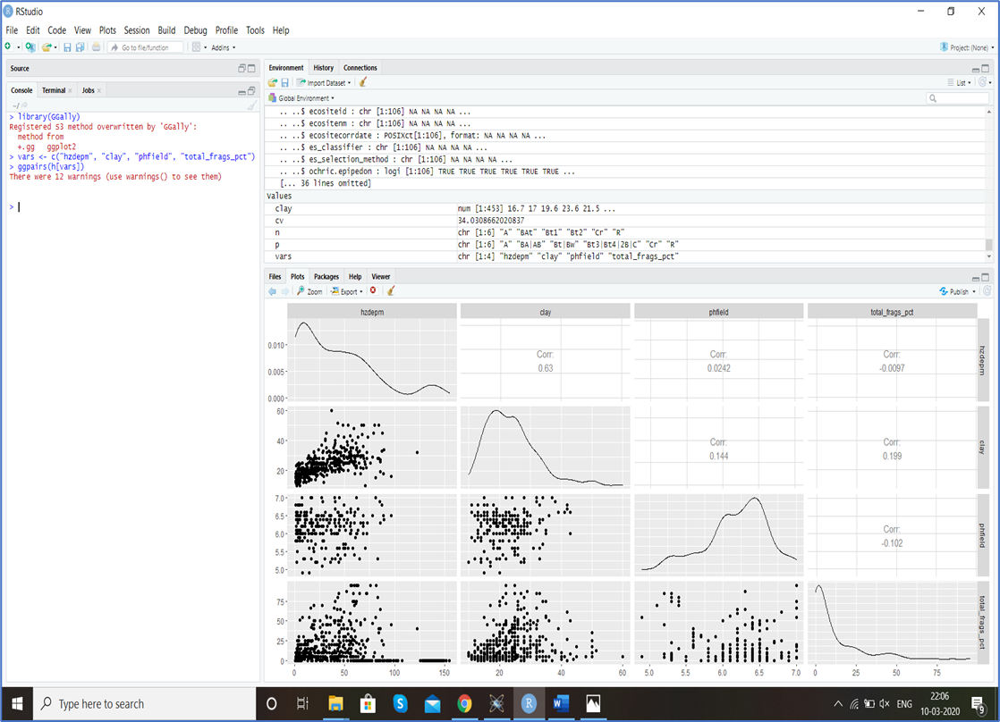 RStudio
File Edit Code View Plots Session Build Debug Profile Tools Help
Go to file/function Addins Project: (None)
Source
Console Terminal Jobs
~/
> library(GGally)
Registered S3 method overwritten by 'GGally':
method from
+.gg ggplot2
> vars <- c("hzdepm", "clay", "phfield", "total_frags_pct")
> ggpairs(h[vars])
There were 12 warnings (use warnings() to see them)
>
Environment History Connections
Import Dataset List
Global Environment
.. ..$ ecositeid : chr [1:106] NA NA NA NA ...
.. ..$ ecositenm : chr [1:106] NA NA NA NA ...
.. ..$ ecositecorrdate : POSIXct[1:106], format: NA NA NA NA ...
.. ..$ es_classifier : chr [1:106] NA NA NA NA ...
.. ..$ es_selection_method : chr [1:106] NA NA NA NA ...
.. ..$ ochric.epipedon : logi [1:106] TRUE TRUE TRUE TRUE TRUE TRUE ...
[... 36 lines omitted]
Values
clay num [1:453] 16.7 17 19.6 23.6 21.5 ...
cv 34.0308662020837
n chr [1:6] "A" "BAt" "Bt1" "Bt2" "Cr" "R"
p chr [1:6] "A" "BA|AB" "Bt|Bw" "Bt3|Bt4|2B|C" "Cr" "R"
vars chr [1:4] "hzdepm" "clay" "phfield" "total_frags_pct"
Files Plots Packages Help Viewer
Zoom Export Publish
hzdepm clay phfield total_frags_pct
0.010
0.005
0.000
Corr:
0.63
Corr:
0.0242
Corr:
-0.0097
hzdepm
60
40
20
Corr:
0.144
Corr:
0.199
clay
7.0
6.5
6.0
5.5
5.0
Corr:
-0.102
phfield
75
50
25
0
total_frags_pct
0 50 100 150 20 40 60 5.0 5.5 6.0 6.5 7.0 0 25 50 75
Type here to search
ENG
22:06
10-03-2020
9